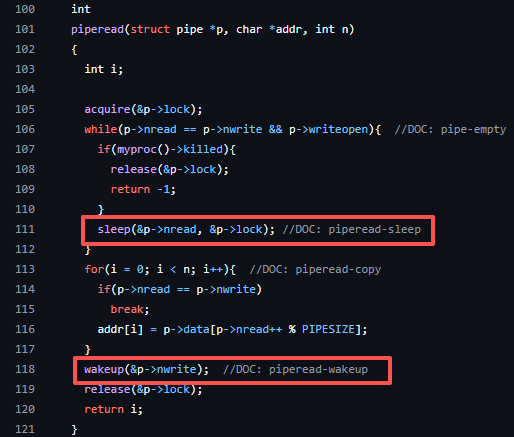 100 int
101 piperead(struct pipe *p, char *addr, int n)
102 {
103   int i;
104
105   acquire(&p->lock);
106   while(p->nread == p->nwrite && p->writeopen){  //DOC: pipe-empty
107     if(myproc()->killed){
108       release(&p->lock);
109       return -1;
110     }
111     sleep(&p->nread, &p->lock); //DOC: piperead-sleep
112   }
113   for(i = 0; i < n; i++){  //DOC: piperead-copy
114     if(p->nread == p->nwrite)
115       break;
116     addr[i] = p->data[p->nread++ % PIPESIZE];
117   }
118   wakeup(&p->nwrite);  //DOC: piperead-wakeup
119   release(&p->lock);
120   return i;
121 }